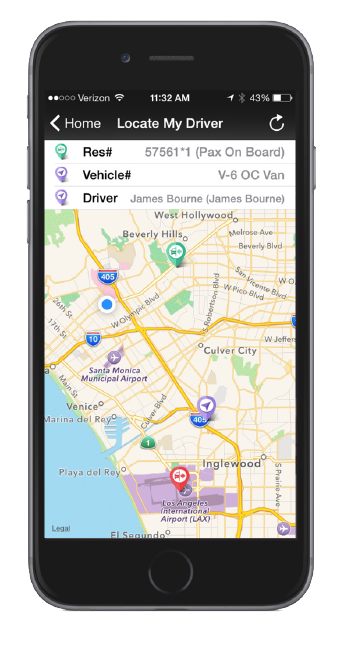 Verizon 11:32 AM 43%
Home Locate My Driver
Res# 57561*1 (Pax On Board)
Vehicle# V-6 OC Van
Driver James Bourne (James Bourne)
West Hollywood
Melrose Ave
Beverly Hills
Beverly Blvd
405
San Vicente Blvd
W O
26th St
W Olympic Blvd
S Robertson Blvd
W Pico Blvd
17th St
10
W Jeffers
Culver City
Santa Monica
Municipal Airport
Main St
Venice
Culver Blvd
Marina del Rey
405
1
Inglewood
Playa del Rey
S Prairie Ave
Los Angeles
International
Airport (LAX)
Legal
El Segundo